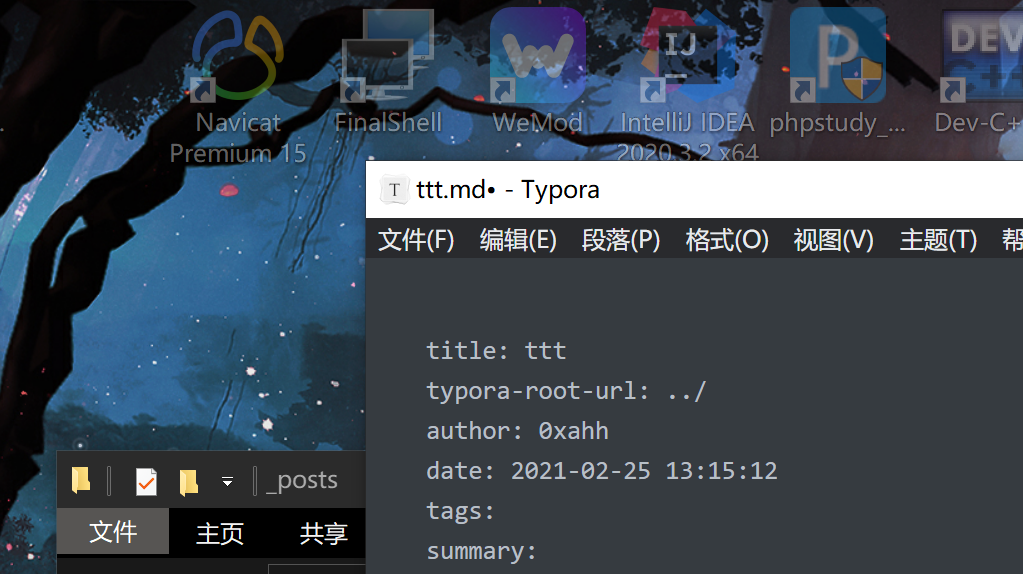 DEV
IJ
C++
Navicat
Premium 15
FinalShell
WeMod
IntelliJ IDEA
2020.3.2 x64
phpstudy_...
Dev-C+
T ttt.md• - Typora
文件(F) 编辑(E) 段落(P) 格式(O) 视图(V) 主题(T) 帮
title: ttt
typora-root-url: ../
author: 0xahh
date: 2021-02-25 13:15:12
tags:
summary:
_posts
文件 主页 共享